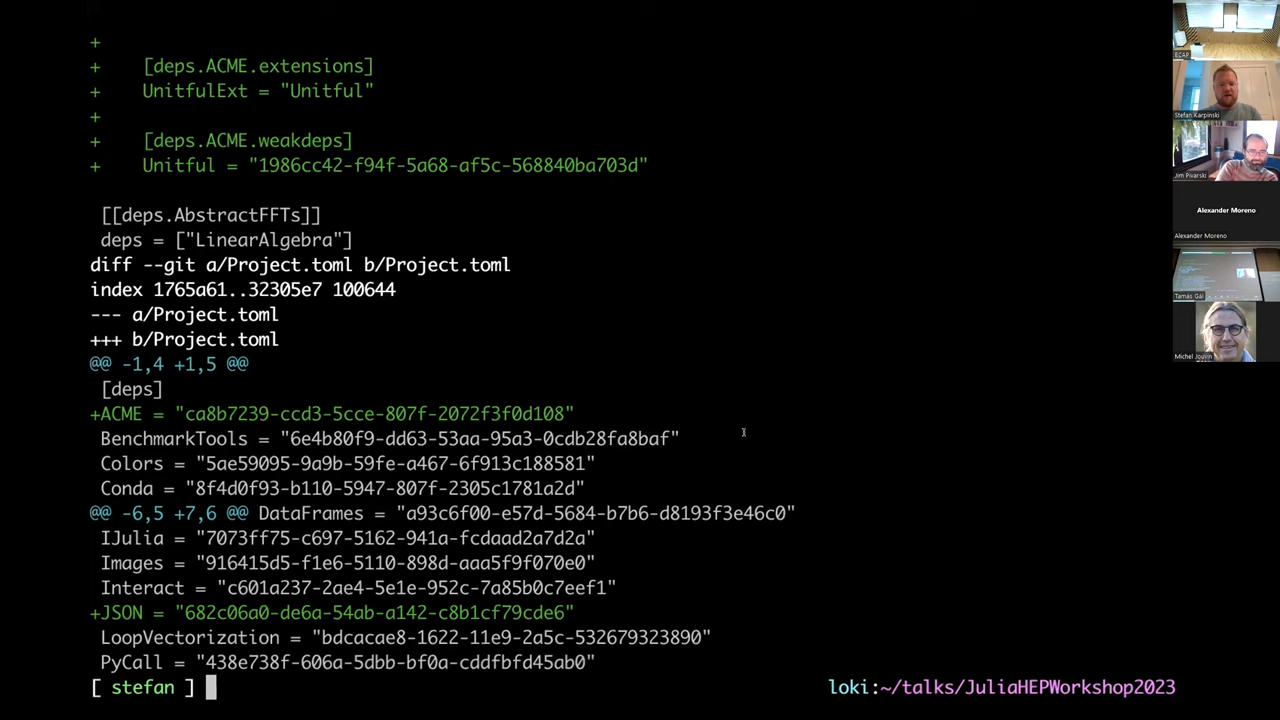 +
+    [deps.ACME.extensions]
+    UnitfulExt = "Unitful"
+
+    [deps.ACME.weakdeps]
+    Unitful = "1986cc42-f94f-5a68-af5c-568840ba703d"
[[deps.AbstractFFTs]]
deps = ["LinearAlgebra"]
diff --git a/Project.toml b/Project.toml
index 1765a61..32305e7 100644
--- a/Project.toml
+++ b/Project.toml
@@ -1,4 +1,5 @@
[deps]
+ACME = "ca8b7239-ccd3-5cce-807f-2072f3f0d108"
BenchmarkTools = "6e4b80f9-dd63-53aa-95a3-0cdb28fa8baf"
Colors = "5ae59095-9a9b-59fe-a467-6f913c188581"
Conda = "8f4d0f93-b110-5947-807f-2305c1781a2d"
@@ -6,5 +7,6 @@ DataFrames = "a93c6f00-e57d-5684-b7b6-d8193f3e46c0"
IJulia = "7073ff75-c697-5162-941a-fcdaad2a7d2a"
Images = "916415d5-f1e6-5110-898d-aaa5f9f070e0"
Interact = "c601a237-2ae4-5e1e-952c-7a85b0c7eef1"
+JSON = "682c06a0-de6a-54ab-a142-c8b1cf79cde6"
LoopVectorization = "bdcacae8-1622-11e9-2a5c-532679323890"
PyCall = "438e738f-606a-5dbb-bf0a-cddfbfd45ab0"
[ stefan ]
loki:~/talks/JuliaHEPWorkshop2023
ECAP
Stefan Karpinski
Jim Pivarski
Alexander Moreno
Alexander Moreno
Tamás Gál
Michel Jouvin